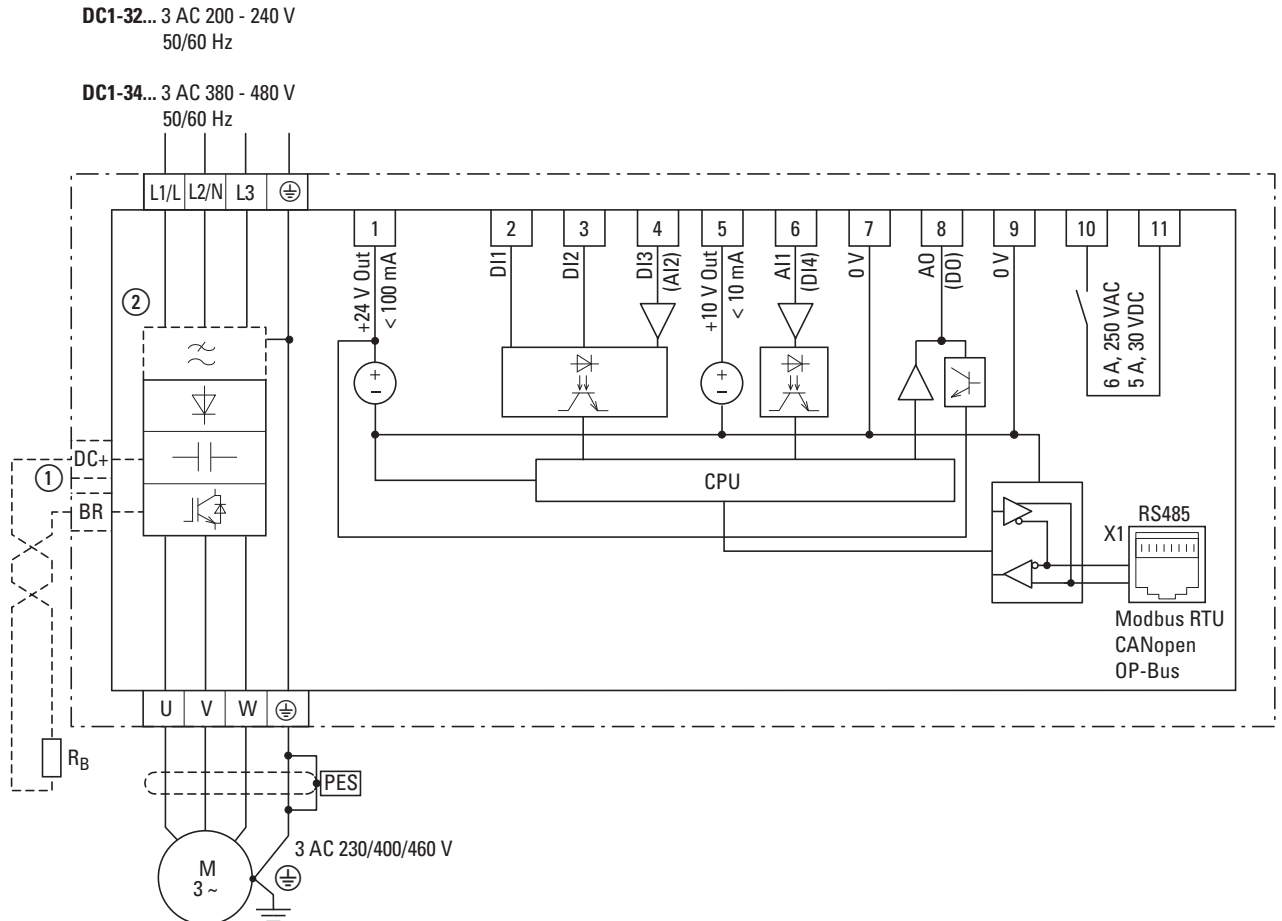 DC1-32... 3 AC 200 - 240 V
50/60 Hz
DC1-34... 3 AC 380 - 480 V
50/60 Hz
L1/L L2/N L3
1 2 3 4 5 6 7 8 9 10 11
+24 V Out
< 100 mA
DI1
DI2
DI3
(AI2)
+10 V Out
< 10 mA
AI1
(DI4)
0 V
AO
(DO)
0 V
6 A, 250 VAC
5 A, 30 VDC
2
+
-
+
-
DC+
1
BR
CPU
X1
RS485
Modbus RTU
CANopen
OP-Bus
U V W
RB
PES
3 AC 230/400/460 V
M
3 ~